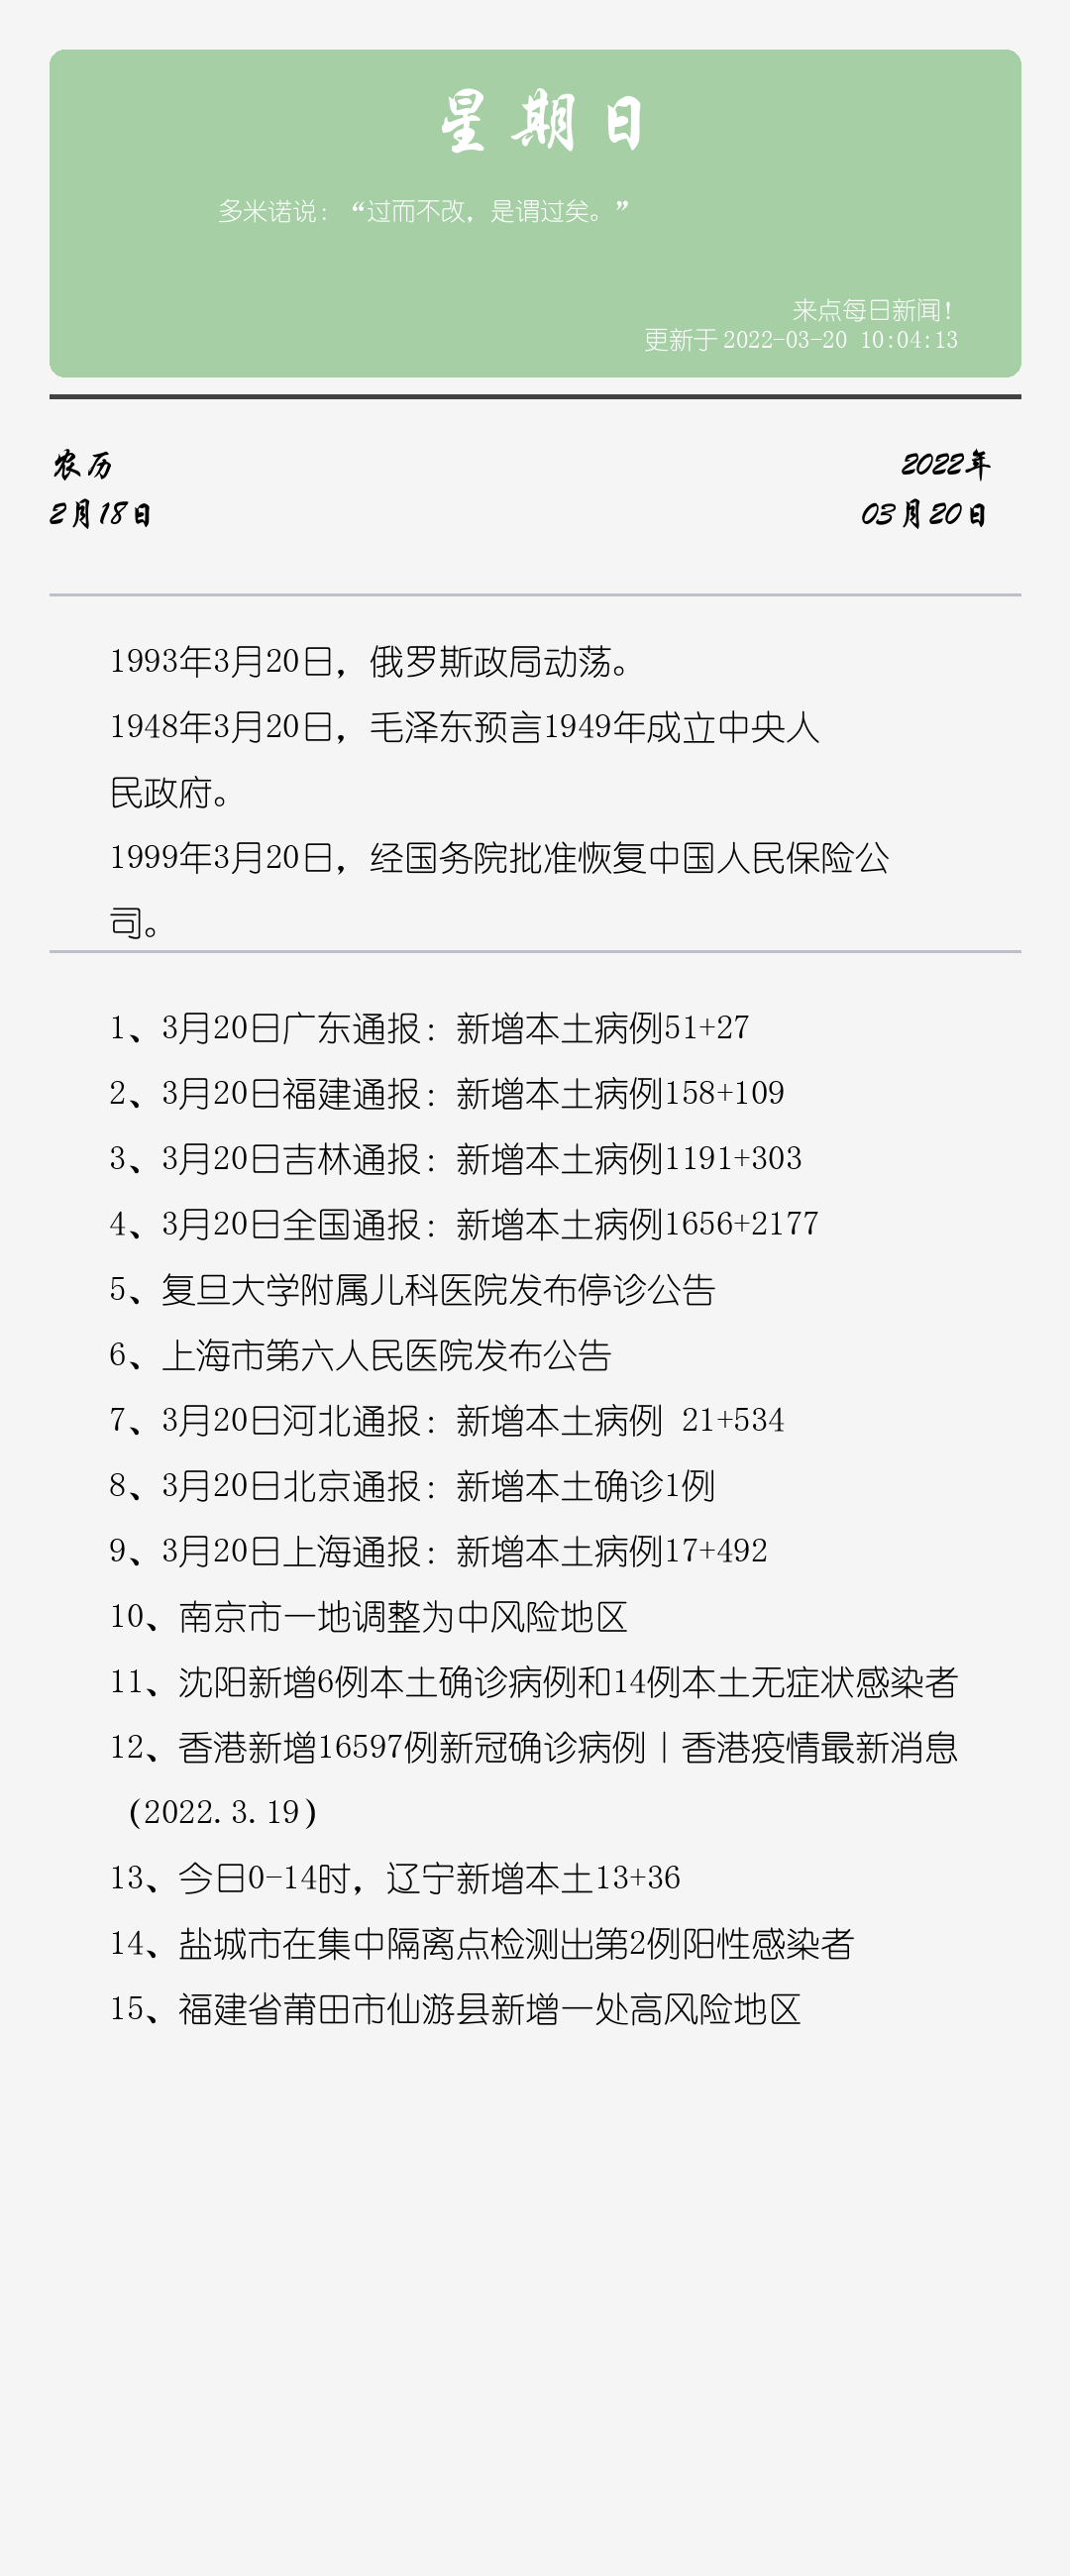 星期日
多米诺说：“过而不改，是谓过矣。”
来点每日新闻！
更新于 2022-03-20 10:04:13
农历
2022年
2月18日
03月20日
1993年3月20日，俄罗斯政局动荡。
1948年3月20日，毛泽东预言1949年成立中央人
民政府。
1999年3月20日，经国务院批准恢复中国人民保险公
司。
1、3月20日广东通报：新增本土病例51+27
2、3月20日福建通报：新增本土病例158+109
3、3月20日吉林通报：新增本土病例1191+303
4、3月20日全国通报：新增本土病例1656+2177
5、复旦大学附属儿科医院发布停诊公告
6、上海市第六人民医院发布公告
7、3月20日河北通报：新增本土病例 21+534
8、3月20日北京通报：新增本土确诊1例
9、3月20日上海通报：新增本土病例17+492
10、南京市一地调整为中风险地区
11、沈阳新增6例本土确诊病例和14例本土无症状感染者
12、香港新增16597例新冠确诊病例丨香港疫情最新消息
（2022.3.19）
13、今日0-14时，辽宁新增本土13+36
14、盐城市在集中隔离点检测出第2例阳性感染者
15、福建省莆田市仙游县新增一处高风险地区